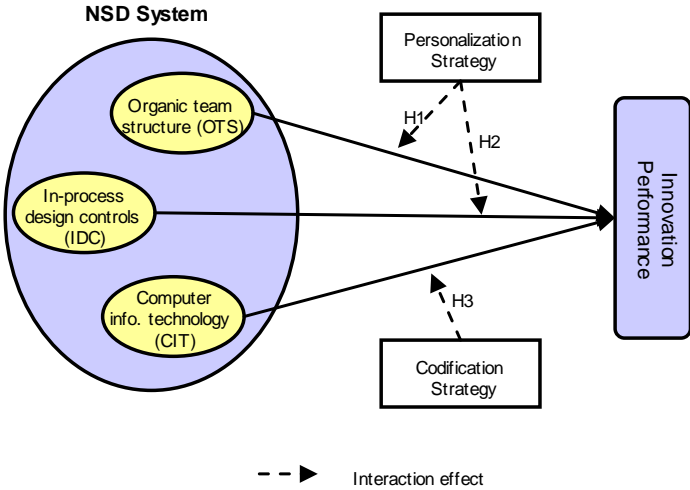 NSD System
Personalization
Strategy
Organic team
structure (OTS)
H1
H2
In-process
design controls
(IDC)
Innovation
Performance
Computer
info. technology
(CIT)
H3
Codification
Strategy
Interaction effect